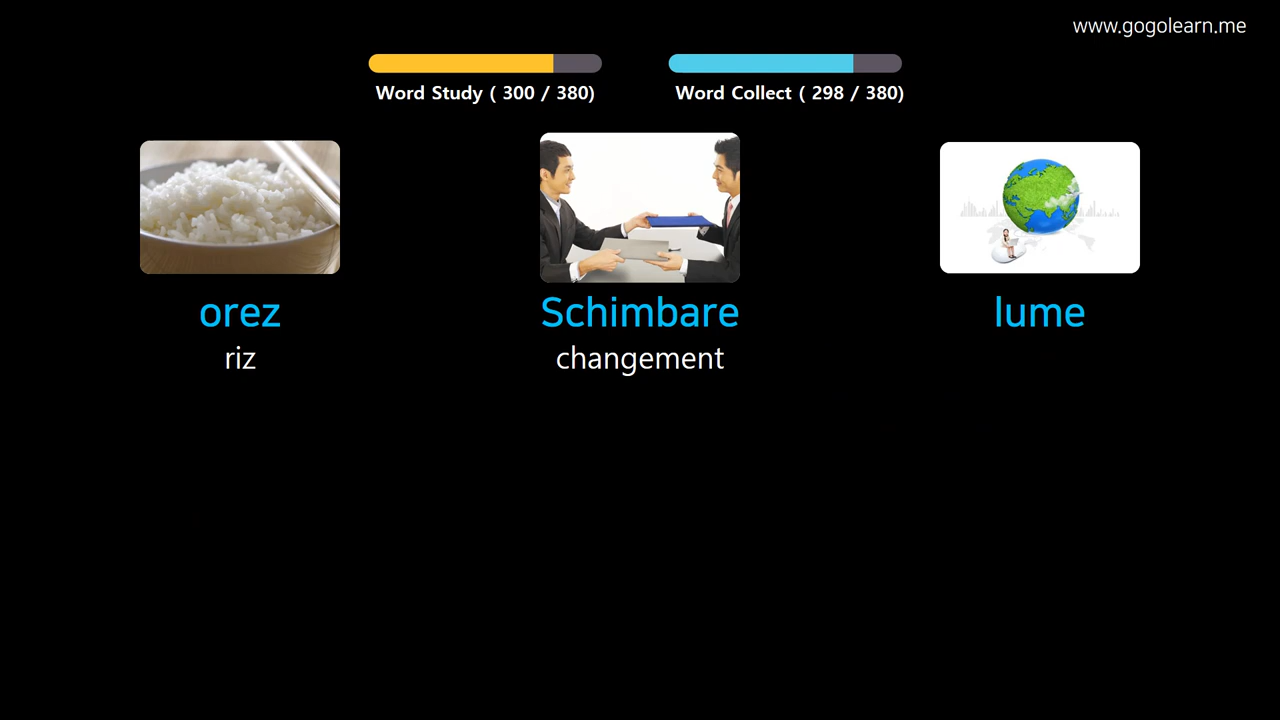 www.gogolearn.me
Word Study ( 300 / 380)
Word Collect ( 298 / 380)
orez
Schimbare
lume
riz
changement